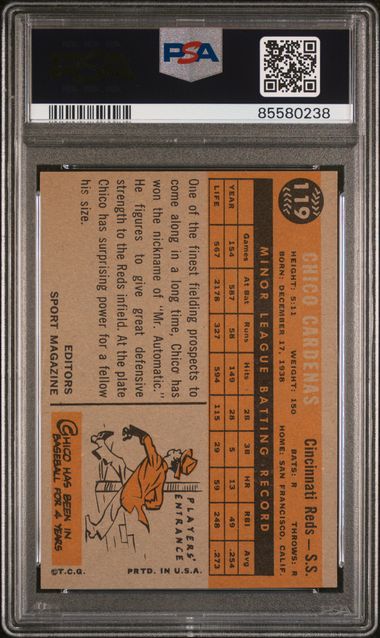 PSA
85580238
119
CHICO CARDENAS
Cincinnati Reds—S.S.
HEIGHT: 5:11 WEIGHT: 150 BATS: R THROWS: R
BORN: DECEMBER 17, 1938 HOME: SAN FRANCISCO, CALIF.
MINOR LEAGUE BATTING RECORD
Games At Bat Runs Hits 2B 3B HR RBI Avg
YEAR 154 587 58 149 28 5 13 49 .254
LIFE 567 2178 327 594 115 29 59 248 .273
One of the finest fielding prospects to
come along in a long time, Chico has
won the nickname of "Mr. Automatic."
He figures to give great defensive
strength to the Reds infield. At the plate
Chico has surprising power for a fellow
his size.
EDITORS
SPORT MAGAZINE
PLAYERS'
ENTRANCE
CHICO HAS BEEN IN
BASEBALL FOR 4 YEARS
©T.C.G. PRTD. IN U.S.A.